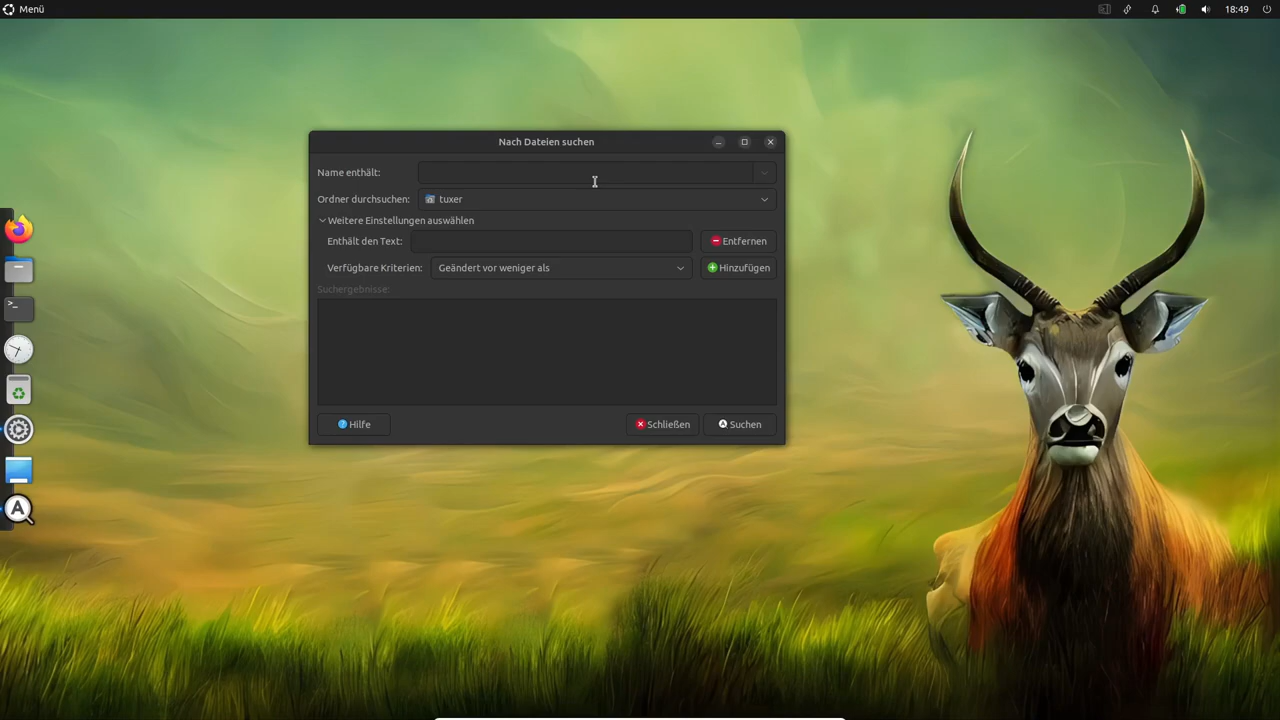 Menü 18:49
Nach Dateien suchen
Name enthält:
Ordner durchsuchen: tuxer
Weitere Einstellungen auswählen
Enthält den Text: Entfernen
Verfügbare Kriterien: Geändert vor weniger als Hinzufügen
Suchergebnisse:
Hilfe Schließen Suchen